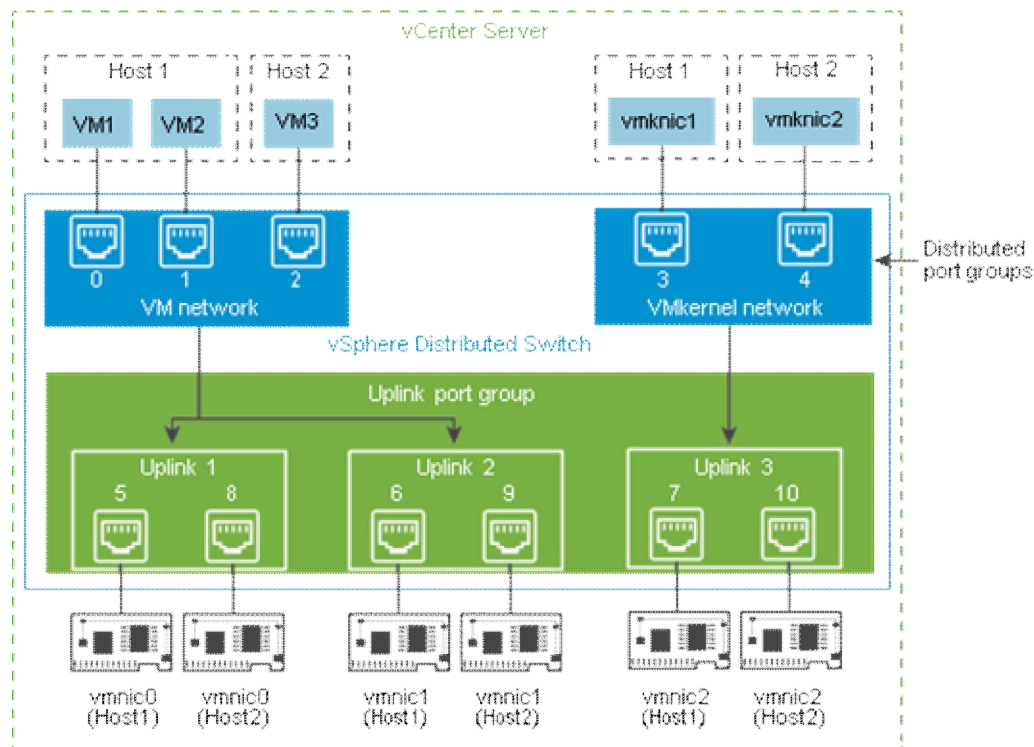 vCenter Server
Host 1
Host 2
Host 1
Host 2
VM1
VM2
VM3
vmknic1
vmknic2
0
1
2
3
4
VM network
VMkernel network
Distributed
port groups
vSphere Distributed Switch
Uplink port group
Uplink 1
Uplink 2
Uplink 3
5
8
6
9
7
10
vmnic0
(Host1)
vmnic0
(Host2)
vmnic1
(Host1)
vmnic1
(Host2)
vmnic2
(Host1)
vmnic2
(Host2)